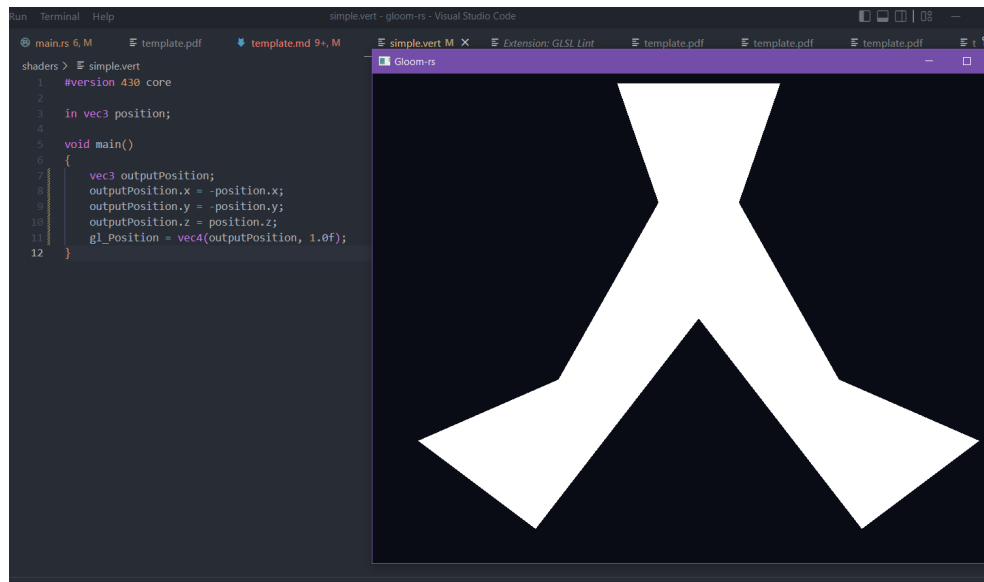 Run Terminal Help simple.vert - gloom-rs - Visual Studio Code
main.rs 6, M template.pdf template.md 9+, M simple.vert M Extension: GLSL Lint template.pdf template.pdf template.pdf t
shaders > simple.vert
Gloom-rs
1 #version 430 core
2
3 in vec3 position;
4
5 void main()
6 {
7 vec3 outputPosition;
8 outputPosition.x = -position.x;
9 outputPosition.y = -position.y;
10 outputPosition.z = position.z;
11 gl_Position = vec4(outputPosition, 1.0f);
12 }